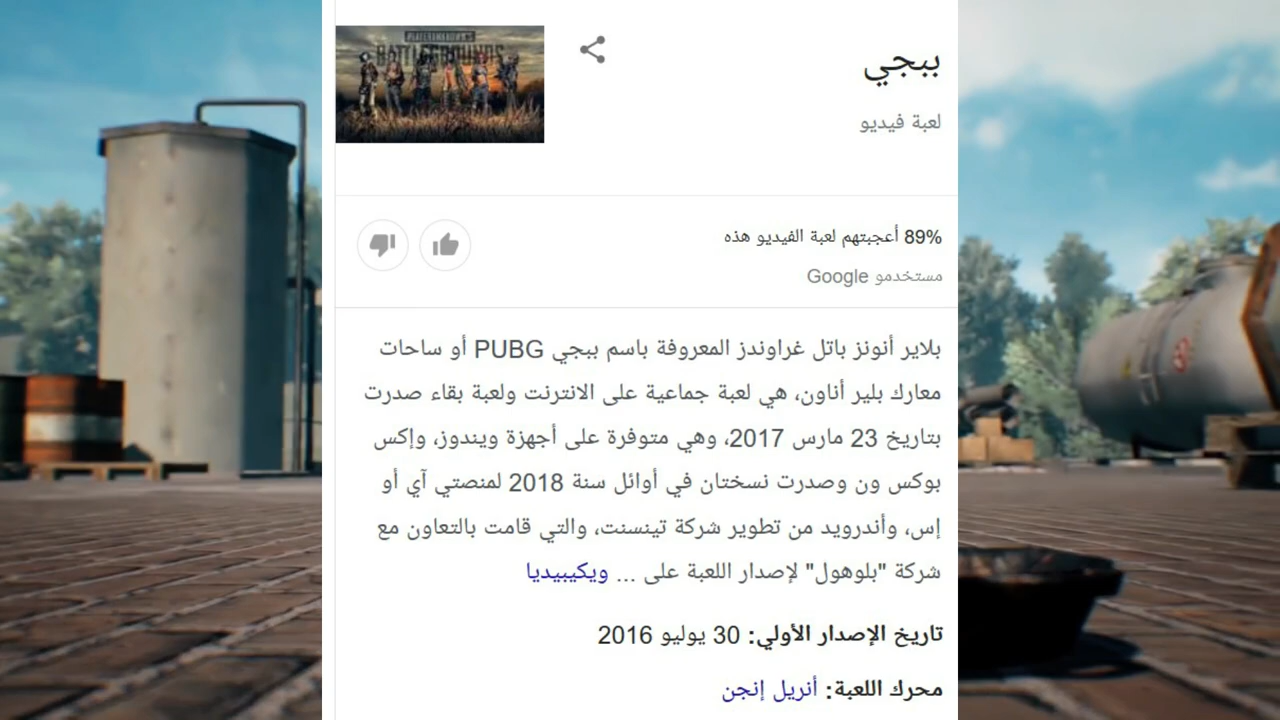 PLAYERUNKNOWN'S
BATTLEGROUNDS
ببجي
لعبة فيديو
89% أعجبتهم لعبة الفيديو هذه
مستخدمو Google
بلاير أنونز باتل غراوندز المعروفة باسم ببجي PUBG أو ساحات
معارك بلير أناون، هي لعبة جماعية على الانترنت ولعبة بقاء صدرت
بتاريخ 23 مارس 2017، وهي متوفرة على أجهزة ويندوز، وإكس
بوكس ون وصدرت نسختان في أوائل سنة 2018 لمنصتي آي أو
إس، وأندرويد من تطوير شركة تينسنت، والتي قامت بالتعاون مع
شركة "بلوهول" لإصدار اللعبة على ... ويكيبيديا
تاريخ الإصدار الأولي: 30 يوليو 2016
محرك اللعبة: أنريل إنجن